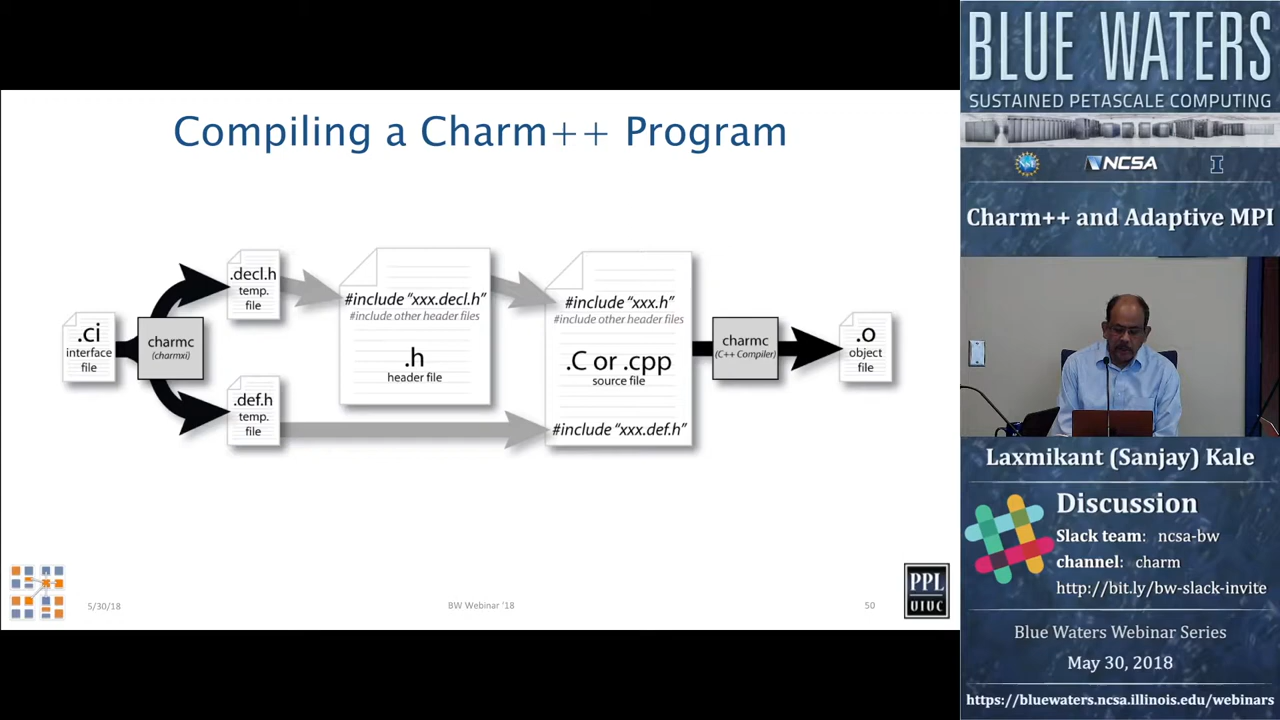 Compiling a Charm++ Program
.ci
interface
file
charmc
(charmxi)
.decl.h
temp.
file
.def.h
temp.
file
#include "xxx.decl.h"
#include other header files
.h
header file
#include "xxx.h"
#include other header files
.C or .cpp
source file
#include "xxx.def.h"
charmc
(C++ Compiler)
.o
object
file
5/30/18
BW Webinar '18
50
PPL
UIUC
BLUE WATERS
SUSTAINED PETASCALE COMPUTING
NSF
NCSA
I
Charm++ and Adaptive MPI
Laxmikant (Sanjay) Kale
Discussion
Slack team: ncsa-bw
channel: charm
http://bit.ly/bw-slack-invite
Blue Waters Webinar Series
May 30, 2018
https://bluewaters.ncsa.illinois.edu/webinars